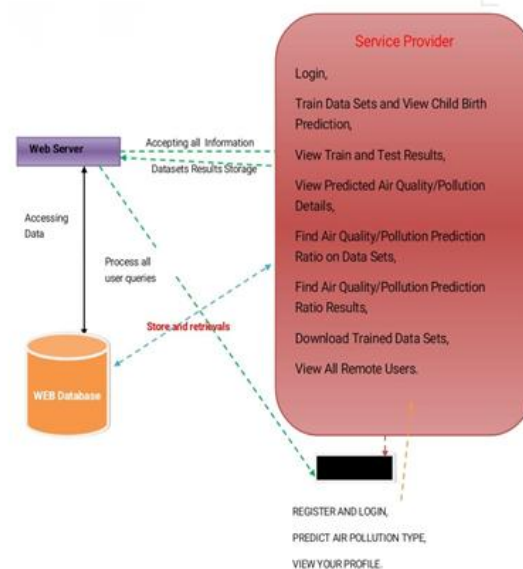 Service Provider
Login,
Train Data Sets and View Child Birth
Prediction,
View Train and Test Results,
View Predicted Air Quality/Pollution
Details,
Find Air Quality/Pollution Prediction
Ratio on Data Sets,
Find Air Quality/Pollution Prediction
Ratio Results,
Download Trained Data Sets,
View All Remote Users.
Web Server
Accepting all Information
Datasets Results Storage
Accessing
Data
Process all
user queries
Store and retrievals
WEB Database
REGISTER AND LOGIN,
PREDICT AIR POLLUTION TYPE,
VIEW YOUR PROFILE.